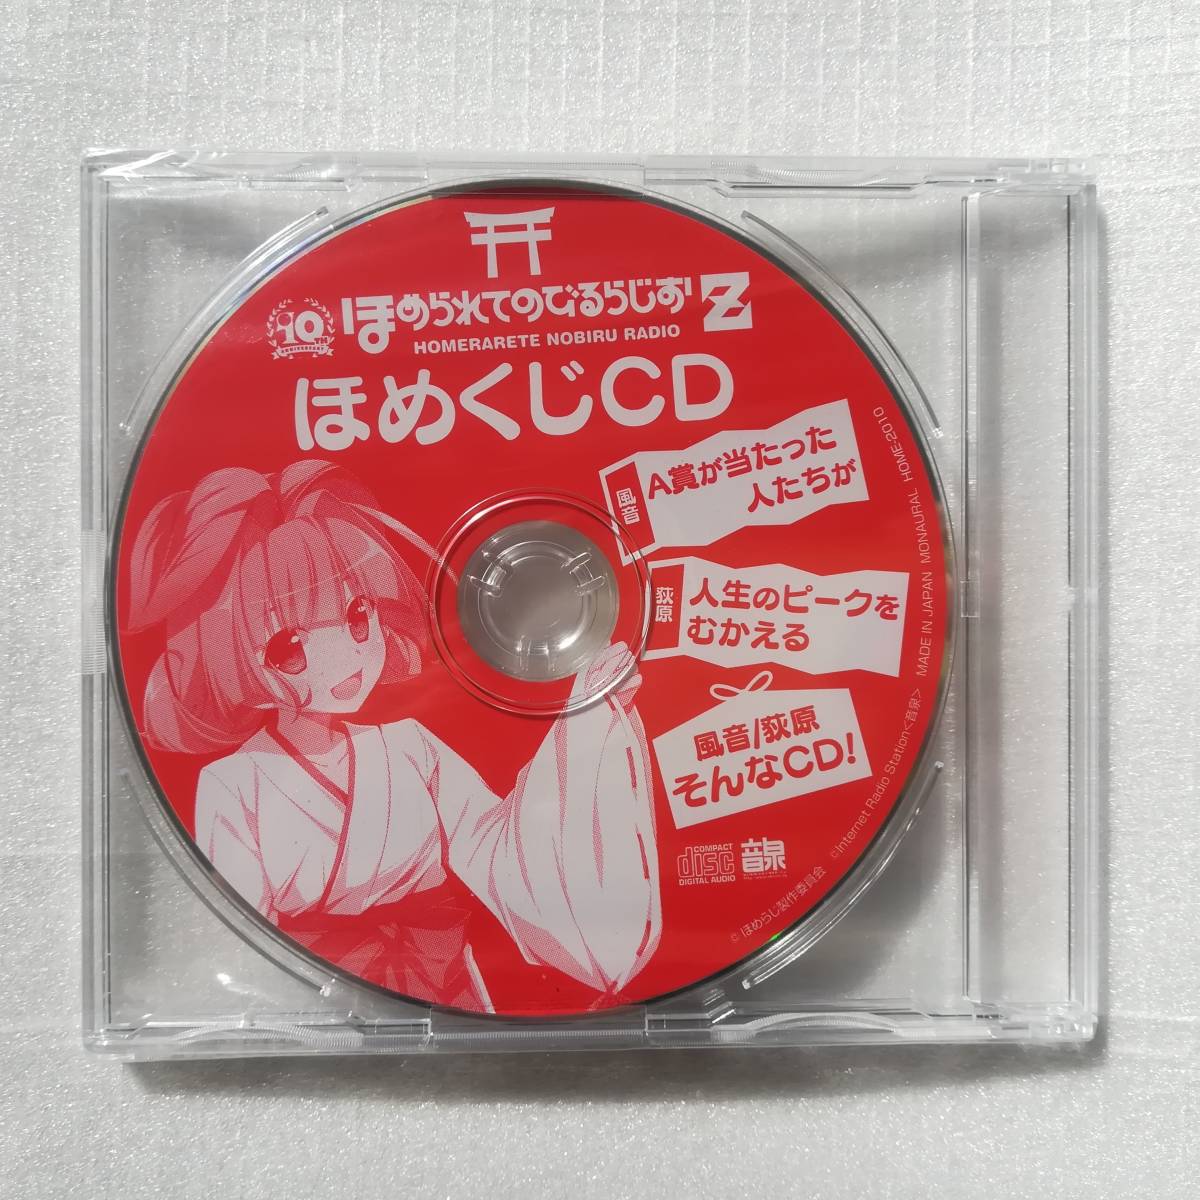 10TH
ANNIVERSARY
ほめられてのびるらじおZ
HOMERARETE NOBIRU RADIO
ほめくじCD
風音
A賞が当たった
人たちが
荻原
人生のピークを
むかえる
風音/荻原
そんなCD!
COMPACT
disc
DIGITAL AUDIO
音泉
© ほめらじ製作委員会 ©Internet Radio Station<音泉> MADE IN JAPAN MONAURAL HOME-2010